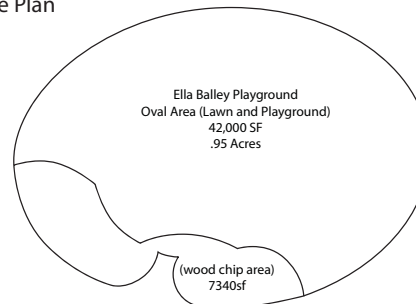 e Plan
Ella Balley Playground
Oval Area (Lawn and Playground)
42,000 SF
.95 Acres
(wood chip area)
7340sf